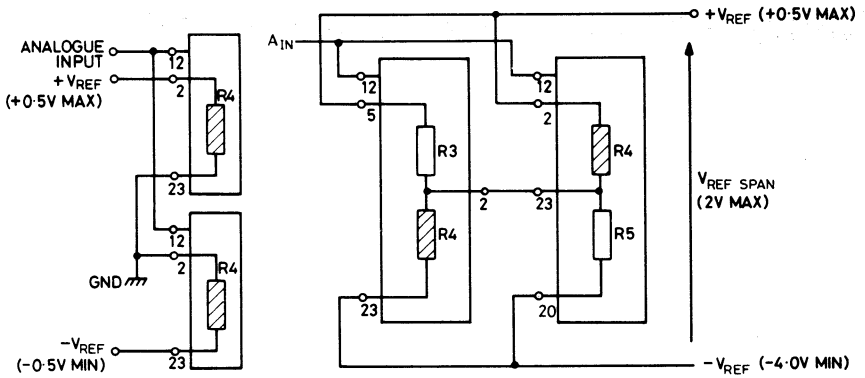 ANALOGUE
INPUT
12
+VREF
(+0·5V MAX)
2
R4
23
12
2
R4
GND
−VREF
(−0·5V MIN)
23
AIN
+VREF (+0·5V MAX)
12
5
R3
R4
23
2
12
2
R4
23
R5
20
VREF SPAN
(2V MAX)
−VREF (−4·0V MIN)